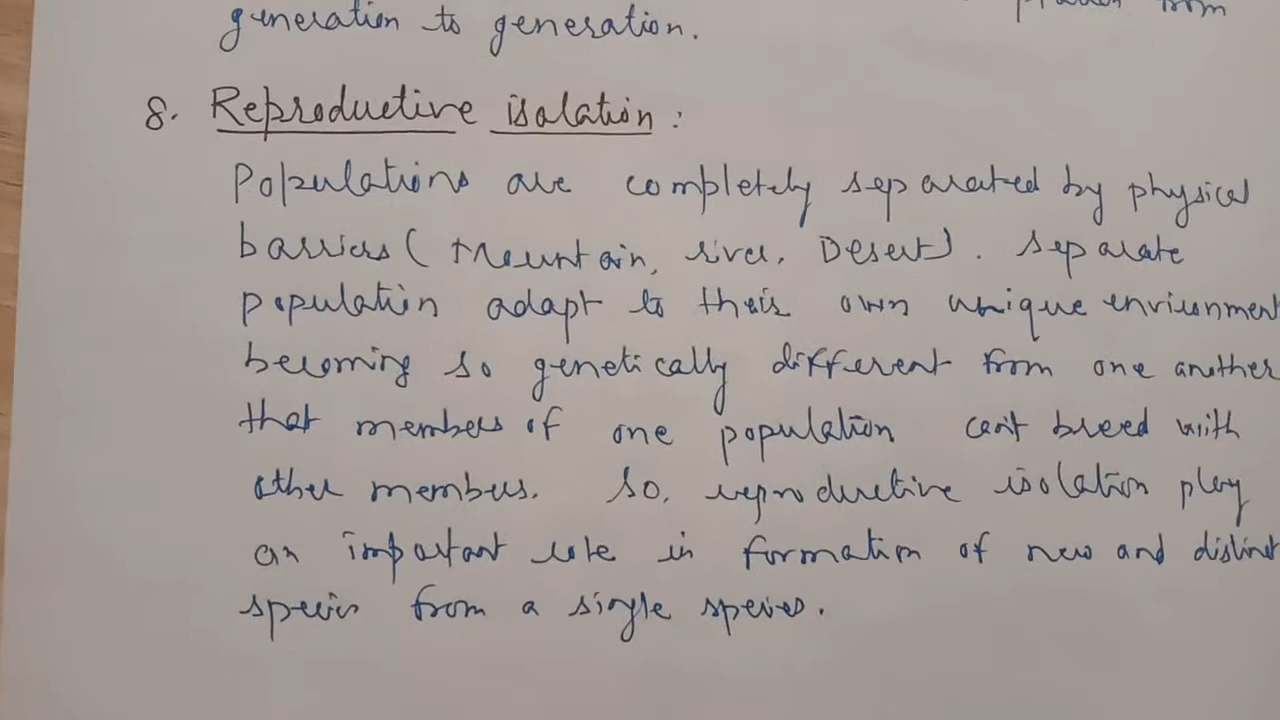 from
generation to generation.
8. Reproductive isolation :
Populations are completely separated by physical
barriers ( Mountain, river, Desert) . separate
population adapt to their own unique environment
becoming so genetically different from one another
that members of one population can't breed with
other members. So, reproductive isolation play
an important role in formation of new and distinct
species from a single species.